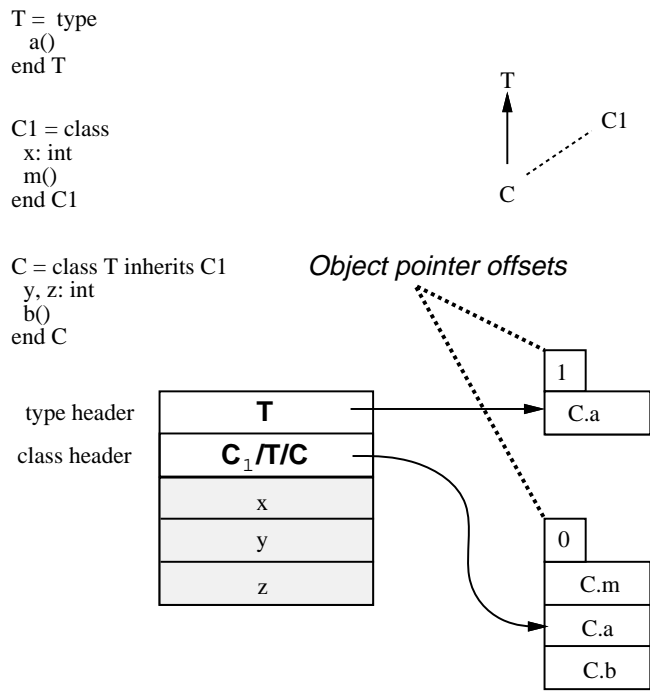 T = type
a()
end T
T
C1
C1 = class
x: int
m()
end C1
C
C = class T inherits C1
y, z: int
b()
end C
Object pointer offsets
1
type header
T
C.a
class header
C1/T/C
x
y
z
0
C.m
C.a
C.b